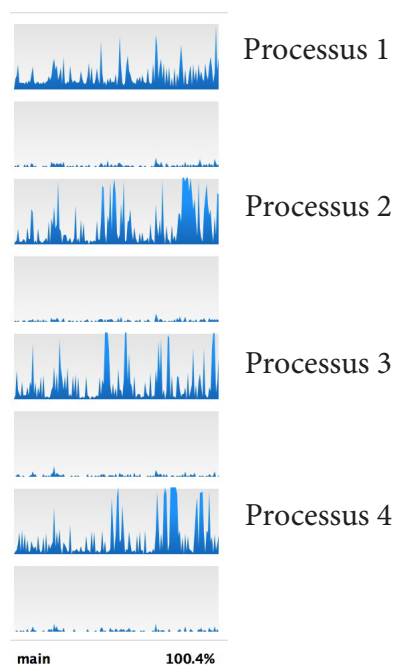 Processus 1
Processus 2
Processus 3
Processus 4
main 100.4%